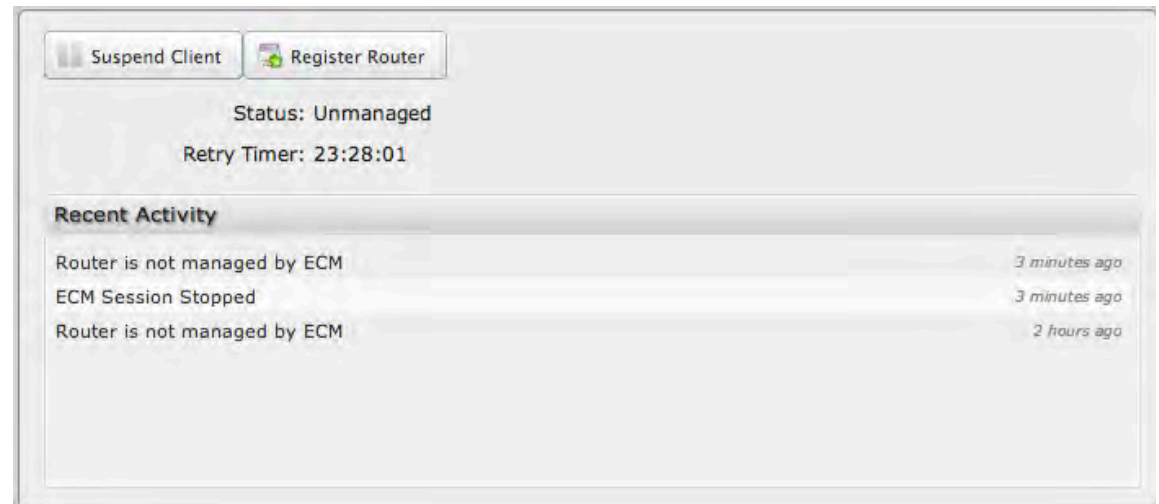 Suspend Client Register Router
Status: Unmanaged
Retry Timer: 23:28:01
Recent Activity
Router is not managed by ECM 3 minutes ago
ECM Session Stopped 3 minutes ago
Router is not managed by ECM 2 hours ago